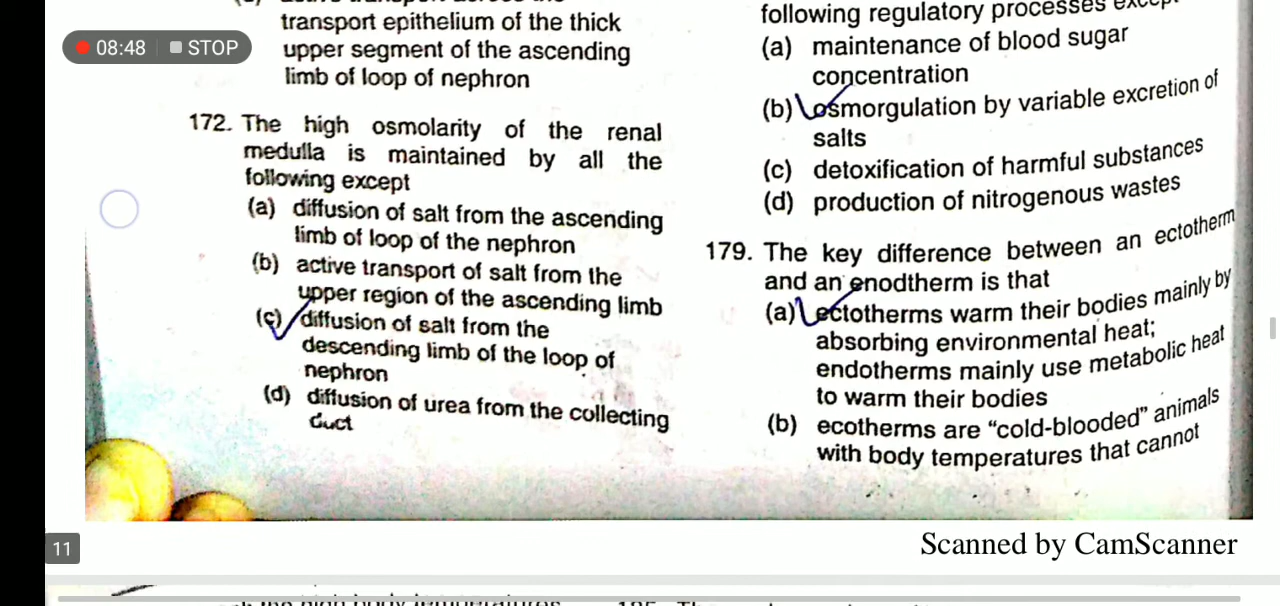 08:48 STOP
transport epithelium of the thick
upper segment of the ascending
limb of loop of nephron
172. The high osmolarity of the renal
medulla is maintained by all the
following except
(a) diffusion of salt from the ascending
limb of loop of the nephron
(b) active transport of salt from the
upper region of the ascending limb
(c) diffusion of salt from the
descending limb of the loop of
nephron
(d) diffusion of urea from the collecting
duct
following regulatory processes except
(a) maintenance of blood sugar
concentration
(b) osmorgulation by variable excretion of
salts
(c) detoxification of harmful substances
(d) production of nitrogenous wastes
179. The key difference between an ectotherm
and an enodtherm is that
(a) ectotherms warm their bodies mainly by
absorbing environmental heat;
endotherms mainly use metabolic heat
to warm their bodies
(b) ecotherms are “cold-blooded” animals
with body temperatures that cannot
11
Scanned by CamScanner